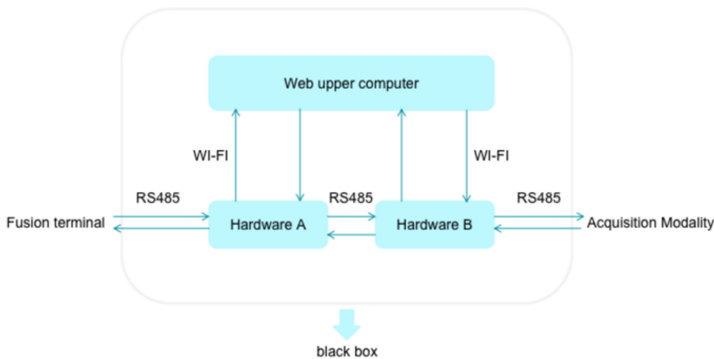 Web upper computer
WI-FI
WI-FI
RS485
RS485
RS485
Fusion terminal
Hardware A
Hardware B
Acquisition Modality
black box